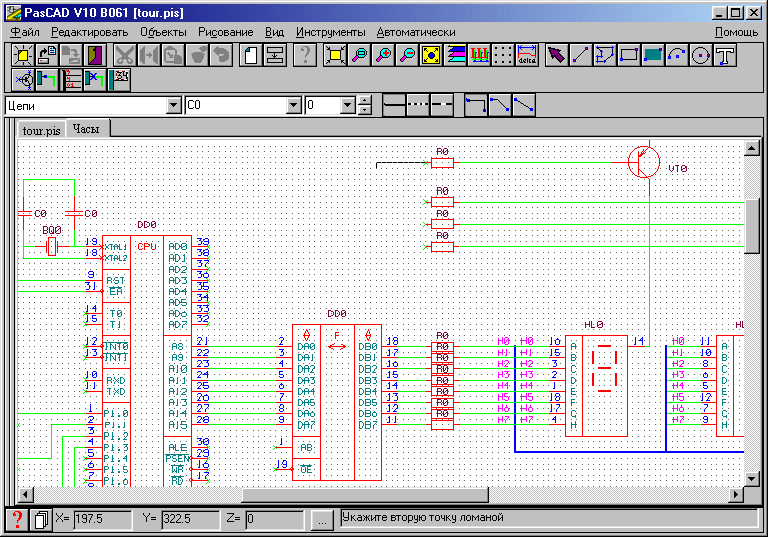 PasCAD V10 B061 [tour.pis]
Файл Редактировать Объекты Рисование Вид Инструменты Автоматически Помощь
delta
Цепи C0 0
tour.pis Часы
R0
VT0
R0
C0 C0
R0
DD0
BQ0
R0
19 XTAL1 CPU AD0 39
18 XTAL2 AD1 38
AD2 37
9 RST AD3 36
31 EA AD4 35
AD5 34
14 T0 AD6 33
15 T1 AD7 32
DD0
HL0
12 INT0 A8 21 2 DA0 F DB0 18 R0 H0 H0 16 A 14 H0 11 A
13 INT1 A9 22 3 DA1 DB1 17 R0 H1 H1 15 B H1 10 B
A10 23 4 DA2 DB2 16 R0 H2 H2 3 C H2 8 C
10 RXD A11 24 5 DA3 DB3 15 R0 H3 H3 2 D H3 6 D
11 TXD A12 25 6 DA4 DB4 14 R0 H4 H4 1 E H4 5 E
A13 26 7 DA5 DB5 13 R0 H5 H5 18 F H5 12 F
1 P1.0 A14 27 8 DA6 DB6 12 R0 H6 H6 17 G H6 7 G
2 P1.1 A15 28 9 DA7 DB7 11 R0 H7 H7 4 H H7 9 H
3 P1.2
4 P1.3 ALE 30 1 AB
5 P1.4 PSEN 29
6 P1.5 WR 16 19 OE
7 P1.6 RD 17
X= 197.5 Y= 322.5 Z= 0 ... Укажите вторую точку ломаной